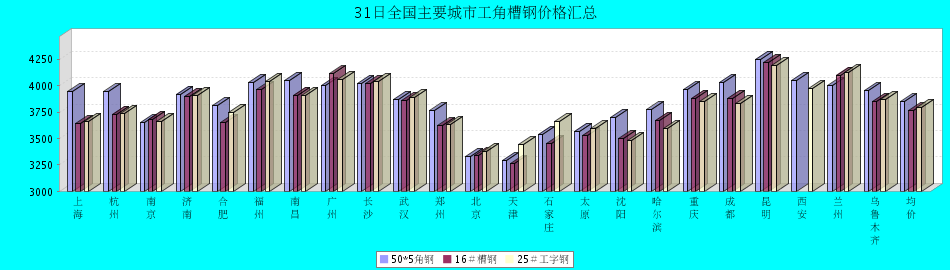 31日全国主要城市工角槽钢价格汇总
4250
4000
3750
3500
3250
3000
上海 杭州 南京 济南 合肥 福州 南昌 广州 长沙 武汉 郑州 北京 天津 石家庄 太原 沈阳 哈尔滨 重庆 成都 昆明 西安 兰州 乌鲁木齐 均价
50*5角钢 16#槽钢 25#工字钢